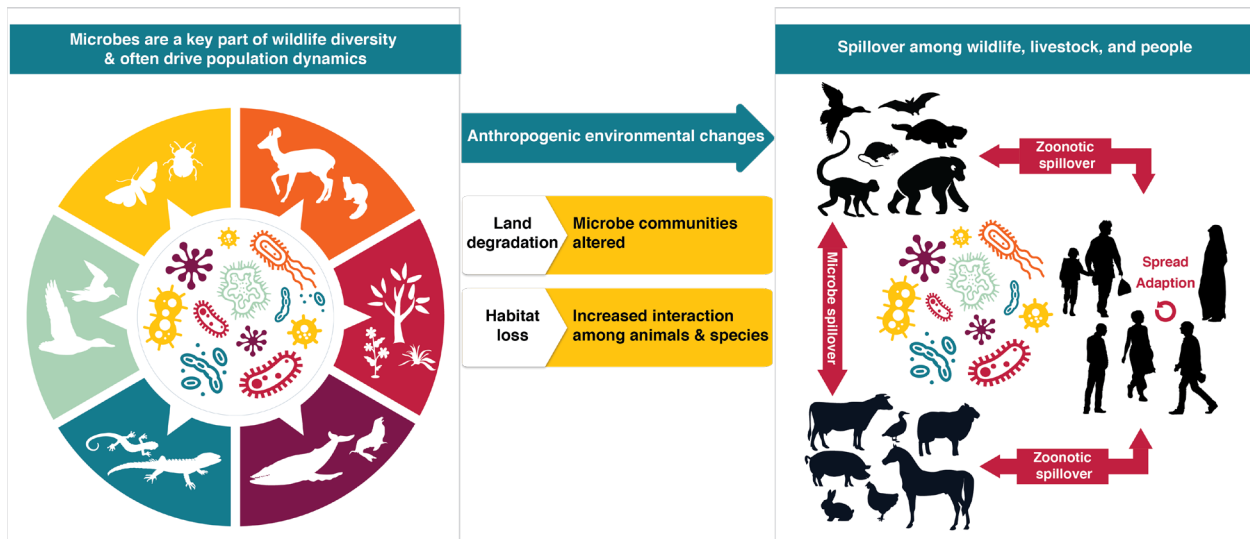 Microbes are a key part of wildlife diversity
& often drive population dynamics
Anthropogenic environmental changes
Land
degradation
Microbe communities
altered
Habitat
loss
Increased interaction
among animals & species
Spillover among wildlife, livestock, and people
Zoonotic
spillover
Microbe spillover
Spread
Adaption
Zoonotic
spillover